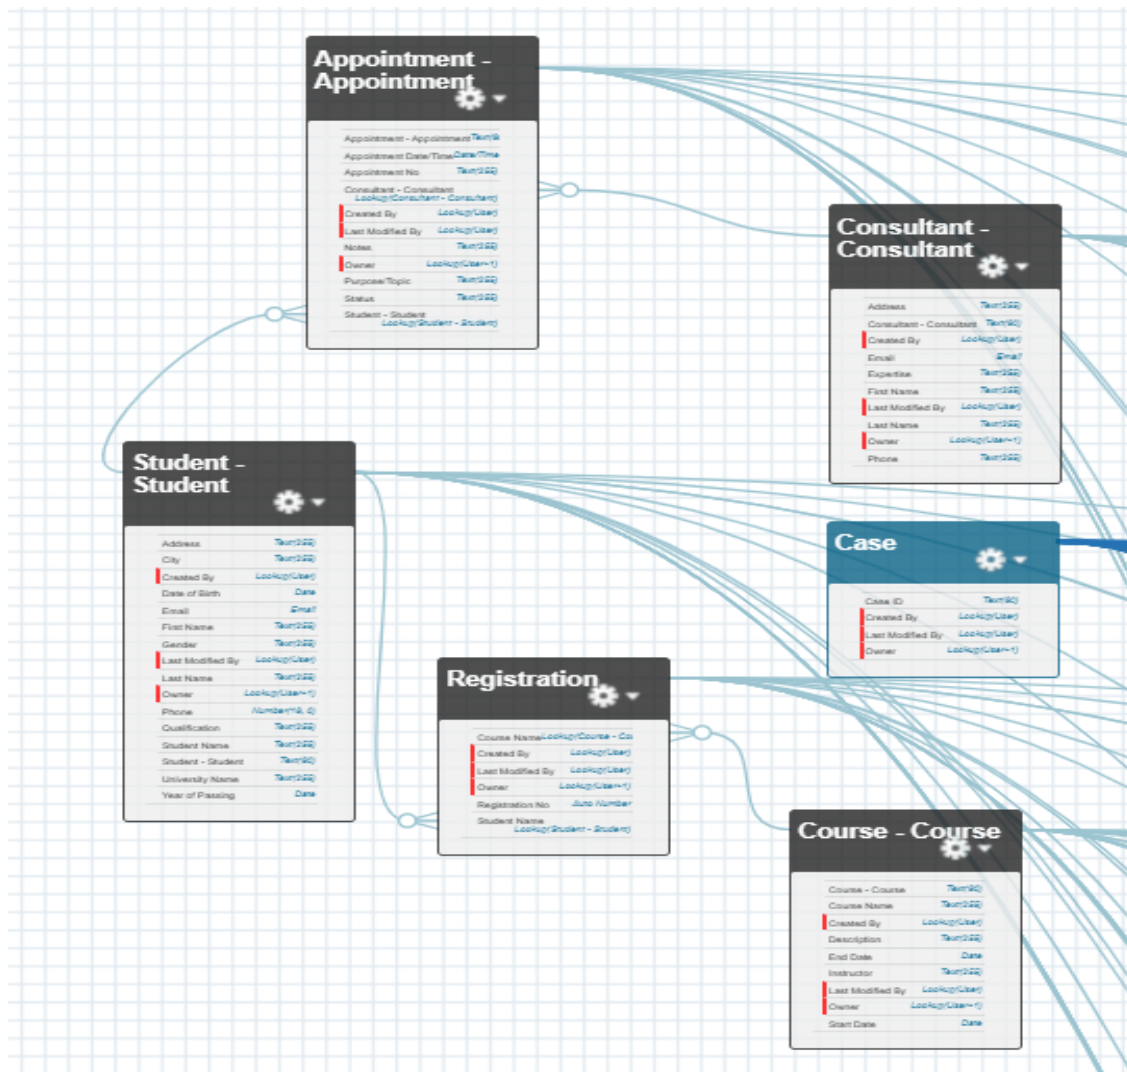 Appointment -
Appointment
Appointment - Appointment Text(8
Appointment Date/Time Date/Time
Appointment No Text(255)
Consultant - Consultant
Lookup(Consultant - Consultant)
Created By Lookup(User)
Last Modified By Lookup(User)
Notes Text(255)
Owner Lookup(User+1)
Purpose/Topic Text(255)
Status Text(255)
Student - Student
Lookup(Student - Student)
Consultant -
Consultant
Address Text(255)
Consultant - Consultant Text(80)
Created By Lookup(User)
Email Email
Expertise Text(255)
First Name Text(255)
Last Modified By Lookup(User)
Last Name Text(255)
Owner Lookup(User+1)
Phone Text(255)
Student -
Student
Address Text(255)
City Text(255)
Created By Lookup(User)
Date of Birth Date
Email Email
First Name Text(255)
Gender Text(255)
Last Modified By Lookup(User)
Last Name Text(255)
Owner Lookup(User+1)
Phone Number(18, 0)
Qualification Text(255)
Student Name Text(255)
Student - Student Text(80)
University Name Text(255)
Year of Passing Date
Case
Case ID Text(80)
Created By Lookup(User)
Last Modified By Lookup(User)
Owner Lookup(User+1)
Registration
Course Name Lookup(Course - Co
Created By Lookup(User)
Last Modified By Lookup(User)
Owner Lookup(User+1)
Registration No Auto Number
Student Name
Lookup(Student - Student)
Course - Course
Course - Course Text(80)
Course Name Text(255)
Created By Lookup(User)
Description Text(255)
End Date Date
Instructor Text(255)
Last Modified By Lookup(User)
Owner Lookup(User+1)
Start Date Date